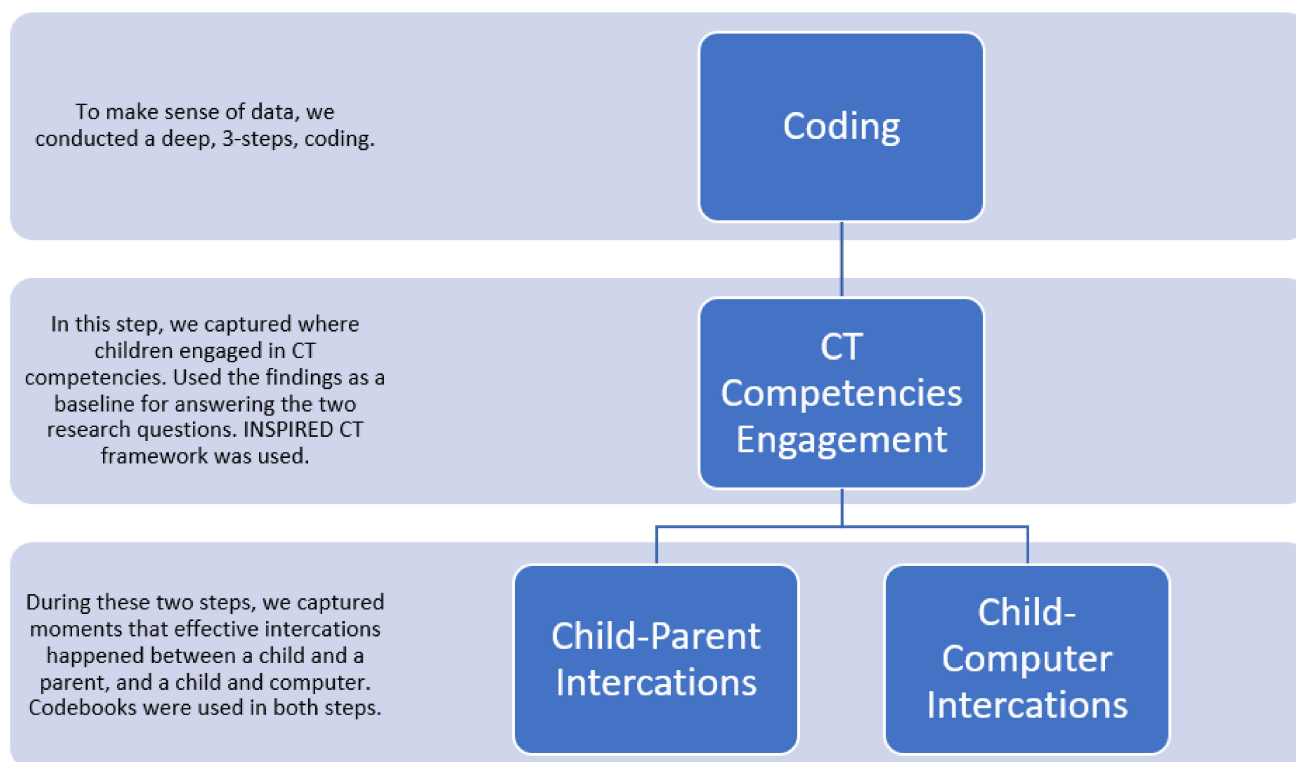 To make sense of data, we
conducted a deep, 3-steps, coding.
Coding
In this step, we captured where
children engaged in CT
competencies. Used the findings as a
baseline for answering the two
research questions. INSPIRED CT
framework was used.
CT
Competencies
Engagement
During these two steps, we captured
moments that effective intercations
happened between a child and a
parent, and a child and computer.
Codebooks were used in both steps.
Child-Parent
Intercations
Child-
Computer
Intercations